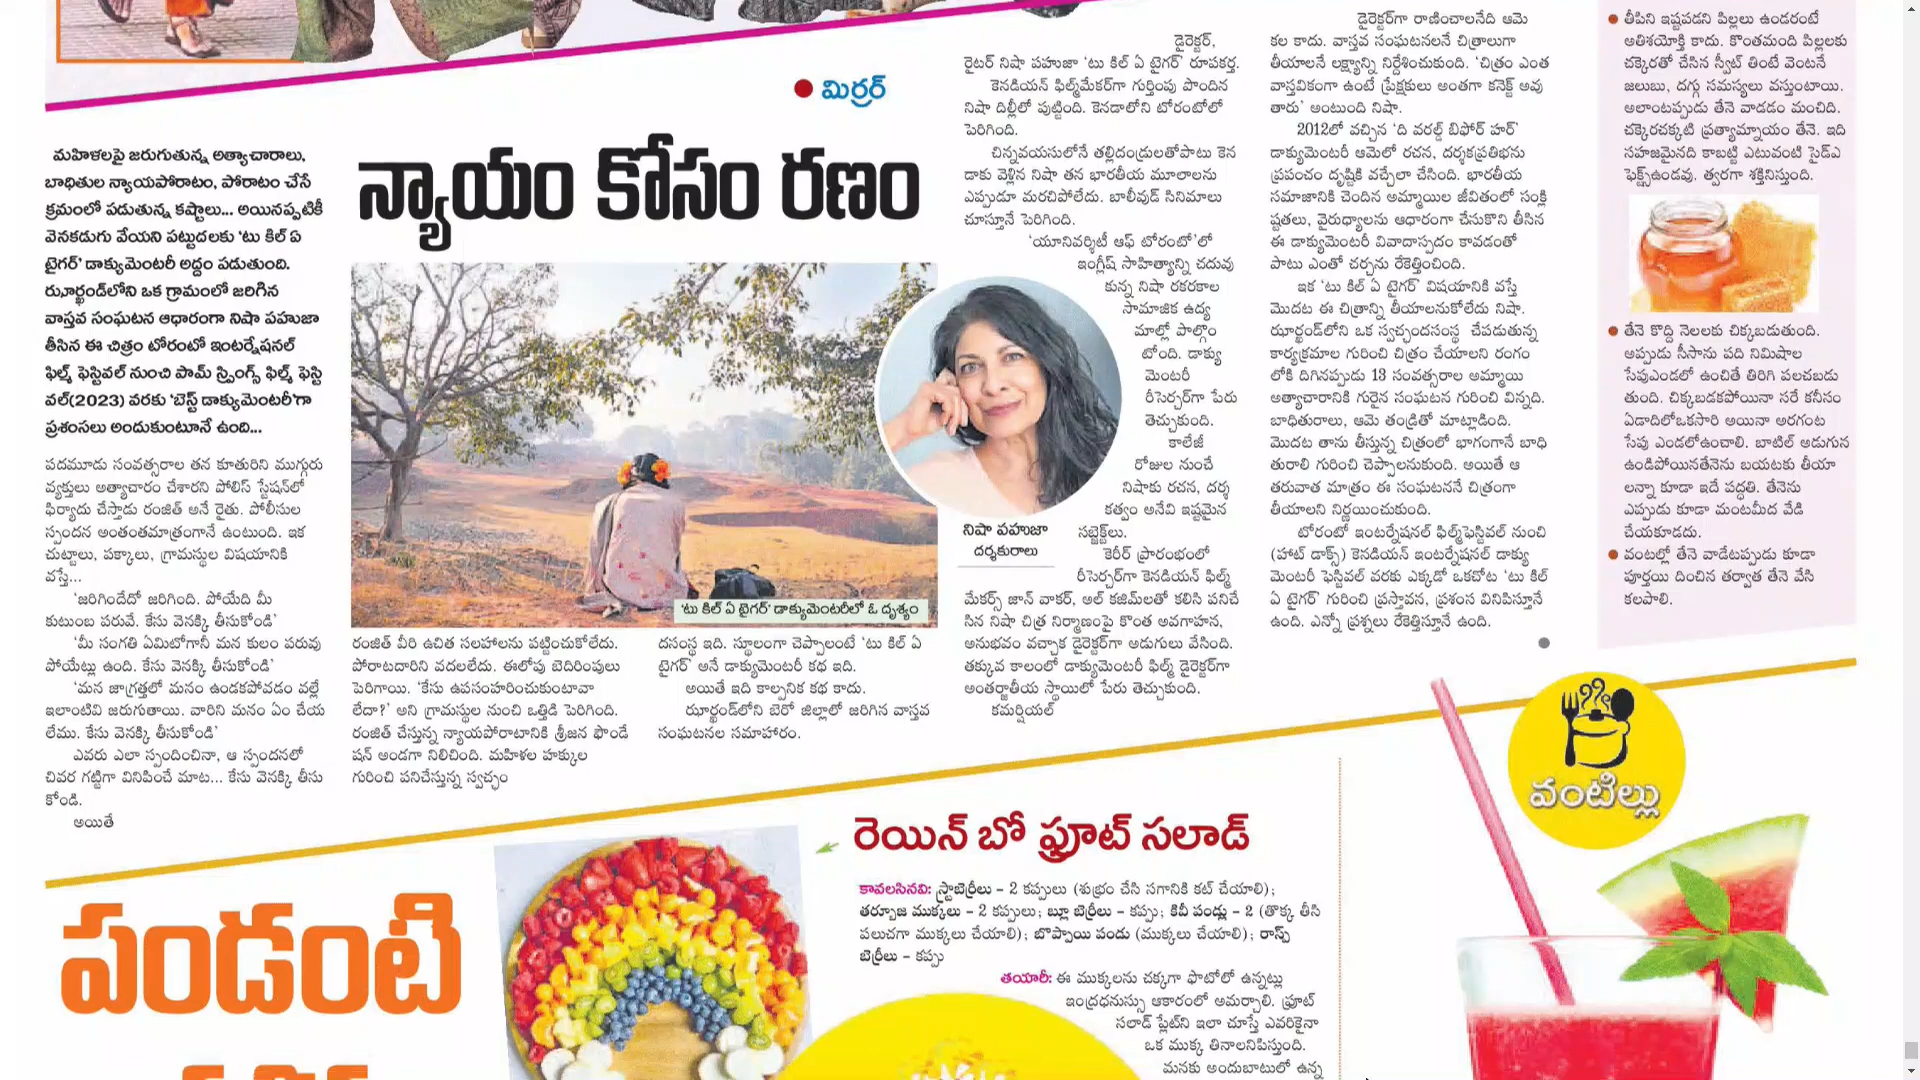 మిర్రర్
న్యాయం కోసం రణం
మహిళలపై జరుగుతున్న అత్యాచారాలు,
బాధితుల న్యాయపోరాటం, పోరాటం చేసే
క్రమంలో పడుతున్న కష్టాలు... అయినప్పటికీ
వెనకడుగు వేయని పట్టుదలకు ‘టు కిల్‌ ఏ
టైగర్‌’ డాక్యుమెంటరీ అద్దం పడుతుంది.
ఝార్ఖండ్‌లోని ఒక గ్రామంలో జరిగిన
వాస్తవ సంఘటన ఆధారంగా నిషా పహుజా
తీసిన ఈ చిత్రం టోరంటో ఇంటర్నేషనల్‌
ఫిల్మ్‌ ఫెస్టివల్‌ నుంచి పామ్‌ స్ప్రింగ్స్‌ ఫిల్మ్‌ ఫెస్టి
వల్‌(2023) వరకు ‘బెస్ట్‌ డాక్యుమెంటరీ’గా
ప్రశంసలు అందుకుంటూనే ఉంది...
పదమూడు సంవత్సరాల తన కూతురిని ముగ్గురు
వ్యక్తులు అత్యాచారం చేశారని పోలిస్‌ స్టేషన్‌లో
ఫిర్యాదు చేస్తాడు రంజిత్‌ అనే రైతు. పోలీసుల
స్పందన అంతంతమాత్రంగానే ఉంటుంది. ఇక
చుట్టాలు, పక్కాలు, గ్రామస్థుల విషయానికి
వస్తే...
‘జరిగిందేదో జరిగింది. పోయేది మీ
కుటుంబ పరువే. కేసు వెనక్కి తీసుకోండి’
‘మీ సంగతి ఏమిటోగానీ మన కులం పరువు
పోయేట్లు ఉంది. కేసు వెనక్కి తీసుకోండి’
‘మన జాగ్రత్తలో మనం ఉండకపోవడం వల్లే
ఇలాంటివి జరుగుతాయి. వారిని మనం ఏం చేయ
లేము. కేసు వెనక్కి తీసుకోండి’
ఎవరు ఎలా స్పందించినా, ఆ స్పందనలో
చివర గట్టిగా వినిపించే మాట... కేసు వెనక్కి తీసు
కోండి.
అయితే
‘టు కిల్‌ ఏ టైగర్‌’ డాక్యుమెంటరీలో ఓ దృశ్యం
రంజిత్‌ వీరి ఉచిత సలహాలను పట్టించుకోలేదు.
పోరాటదారిని వదలలేదు. ఈలోపు బెదిరింపులు
పెరిగాయి. ‘కేసు ఉపసంహరించుకుంటావా
లేదా?’ అని గ్రామస్థుల నుంచి ఒత్తిడి పెరిగింది.
రంజిత్‌ చేస్తున్న న్యాయపోరాటానికి శ్రీజన ఫౌండే
షన్‌ అండగా నిలిచింది. మహిళల హక్కుల
గురించి పనిచేస్తున్న స్వచ్ఛం
దసంస్థ ఇది. స్థూలంగా చెప్పాలంటే ‘టు కిల్‌ ఏ
టైగర్‌’ అనే డాక్యుమెంటరీ కథ ఇది.
అయితే ఇది కాల్పనిక కథ కాదు.
ఝార్ఖండ్‌లోని బెరో జిల్లాలో జరిగిన వాస్తవ
సంఘటనల సమాహారం.
డైరెక్టర్‌,
రైటర్‌ నిషా పహుజా ‘టు కిల్‌ ఏ టైగర్‌’ రూపకర్త.
కెనడియన్‌ ఫిల్మ్‌మేకర్‌గా గుర్తింపు పొందిన
నిషా దిల్లీలో పుట్టింది. కెనడాలోని టోరంటోలో
పెరిగింది.
చిన్నవయసులోనే తల్లిదండ్రులతోపాటు కెన
డాకు వెళ్లిన నిషా తన భారతీయ మూలాలను
ఎప్పుడూ మరచిపోలేదు. బాలీవుడ్‌ సినిమాలు
చూస్తూనే పెరిగింది.
‘యూనివర్శిటీ ఆఫ్‌ టోరంటో’లో
ఇంగ్లీష్‌ సాహిత్యాన్ని చదువు
కున్న నిషా రకరకాల
సామాజిక ఉద్య
మాల్లో పాల్గొం
టోంది. డాక్యు
మెంటరీ
రీసెర్చర్‌గా పేరు
తెచ్చుకుంది.
కాలేజీ
రోజుల నుంచే
నిషాకు రచన, దర్శ
కత్వం అనేవి ఇష్టమైన
సబ్జెక్ట్‌లు.
నిషా పహుజా
దర్శకురాలు
కెరీర్‌ ప్రారంభంలో
రీసెర్చర్‌గా కెనడియన్‌ ఫిల్మ్‌
మేకర్స్‌ జాన్‌ వాకర్‌, అల్‌ కజిమ్‌లతో కలిసి పనిచే
సిన నిషా చిత్ర నిర్మాణంపై కొంత అవగాహన,
అనుభవం వచ్చాక డైరెక్టర్‌గా అడుగులు వేసింది.
తక్కువ కాలంలో డాక్యుమెంటరీ ఫిల్మ్‌ డైరెక్టర్‌గా
అంతర్జాతీయ స్థాయిలో పేరు తెచ్చుకుంది.
కమర్షియల్‌
డైరెక్టర్‌గా రాణించాలనేది ఆమె
కల కాదు. వాస్తవ సంఘటనలనే చిత్రాలుగా
తీయాలనే లక్ష్యాన్ని నిర్దేశించుకుంది. ‘చిత్రం ఎంత
వాస్తవికంగా ఉంటే ప్రేక్షకులు అంతగా కనెక్ట్‌ అవు
తారు’ అంటుంది నిషా.
2012లో వచ్చిన ‘ది వరల్డ్‌ బిఫోర్‌ హర్‌’
డాక్యుమెంటరీ ఆమెలో రచన, దర్శకప్రతిభను
ప్రపంచం దృష్టికి వచ్చేలా చేసింది. భారతీయ
సమాజానికి చెందిన అమ్మాయిల జీవితంలో సంక్లి
ష్టతలు, వైరుధ్యాలను ఆధారంగా చేసుకొని తీసిన
ఈ డాక్యుమెంటరీ వివాదాస్పదం కావడంతో
పాటు ఎంతో చర్చను రేకెత్తించింది.
ఇక ‘టు కిల్‌ ఏ టైగర్‌’ విషయానికి వస్తే
మొదట ఈ చిత్రాన్ని తీయాలనుకోలేదు నిషా.
ఝార్ఖండ్‌లోని ఒక స్వచ్ఛందసంస్థ చేపడుతున్న
కార్యక్రమాల గురించి చిత్రం చేయాలని రంగం
లోకి దిగినప్పుడు 13 సంవత్సరాల అమ్మాయి
అత్యాచారానికి గురైన సంఘటన గురించి విన్నది.
బాధితురాలు, ఆమె తండ్రితో మాట్లాడింది.
మొదట తాను తీస్తున్న చిత్రంలో భాగంగానే బాధి
తురాలి గురించి చెప్పాలనుకుంది. అయితే ఆ
తరువాత మాత్రం ఈ సంఘటననే చిత్రంగా
తీయాలని నిర్ణయించుకుంది.
టోరంటో ఇంటర్నేషనల్‌ ఫిల్మ్‌ఫెస్టివల్‌ నుంచి
(హాట్‌ డాక్స్‌) కెనడియన్‌ ఇంటర్నేషనల్‌ డాక్యు
మెంటరీ ఫెస్టివల్‌ వరకు ఎక్కడో ఒకచోట ‘టు కిల్‌
ఏ టైగర్‌’ గురించి ప్రస్తావన, ప్రశంస వినిపిస్తూనే
ఉంది. ఎన్నో ప్రశ్నలు రేకెత్తిస్తూనే ఉంది.
తీపిని ఇష్టపడని పిల్లలు ఉండరంటే
అతిశయోక్తి కాదు. కొంతమంది పిల్లలకు
చక్కెరతో చేసిన స్వీట్‌ తింటే వెంటనే
జలుబు, దగ్గు సమస్యలు వస్తుంటాయి.
అలాంటప్పుడు తేనె వాడడం మంచిది.
చక్కెరచక్కటి ప్రత్యామ్నాయం తేనె. ఇది
సహజమైనది కాబట్టి ఎటువంటి సైడ్‌ఎ
ఫెక్ట్స్‌ఉండవు. త్వరగా శక్తినిస్తుంది.
తేనె కొద్ది నెలలకు చిక్కబడుతుంది.
అప్పుడు సీసాను పది నిమిషాల
సేపుఎండలో ఉంచితే తిరిగి పలచబడు
తుంది. చిక్కబడకపోయినా సరే కనీసం
ఏడాదిలోఒకసారి అయినా అరగంట
సేపు ఎండలోఉంచాలి. బాటిల్‌ అడుగున
ఉండిపోయినతేనెను బయటకు తీయా
లన్నా కూడా ఇదే పద్ధతి. తేనెను
ఎప్పుడు కూడా మంటమీద వేడి
చేయకూడదు.
వంటల్లో తేనె వాడేటప్పుడు కూడా
పూర్తయి దించిన తర్వాత తేనె వేసి
కలపాలి.
వంటిల్లు
పండంటి
రెయిన్‌ బో ఫ్రూట్‌ సలాడ్‌
కావలసినవి: స్ట్రాబెర్రీలు – 2 కప్పులు (శుభ్రం చేసి సగానికి కట్‌ చేయాలి);
తర్బూజ ముక్కలు – 2 కప్పులు; బ్లూ బెర్రీలు – కప్పు; కివీ పండ్లు – 2 (తొక్క తీసి
పలుచగా ముక్కలు చేయాలి); బొప్పాయి పండు (ముక్కలు చేయాలి); రాస్ప్‌
బెర్రీలు – కప్పు
తయారీ: ఈ ముక్కలను చక్కగా ఫొటోలో ఉన్నట్లు
ఇంద్రధనుస్సు ఆకారంలో అమర్చాలి. ఫ్రూట్‌
సలాడ్‌ ప్లేట్‌ని ఇలా చూస్తే ఎవరికైనా
ఒక ముక్క తినాలనిపిస్తుంది.
మనకు అందుబాటులో ఉన్న